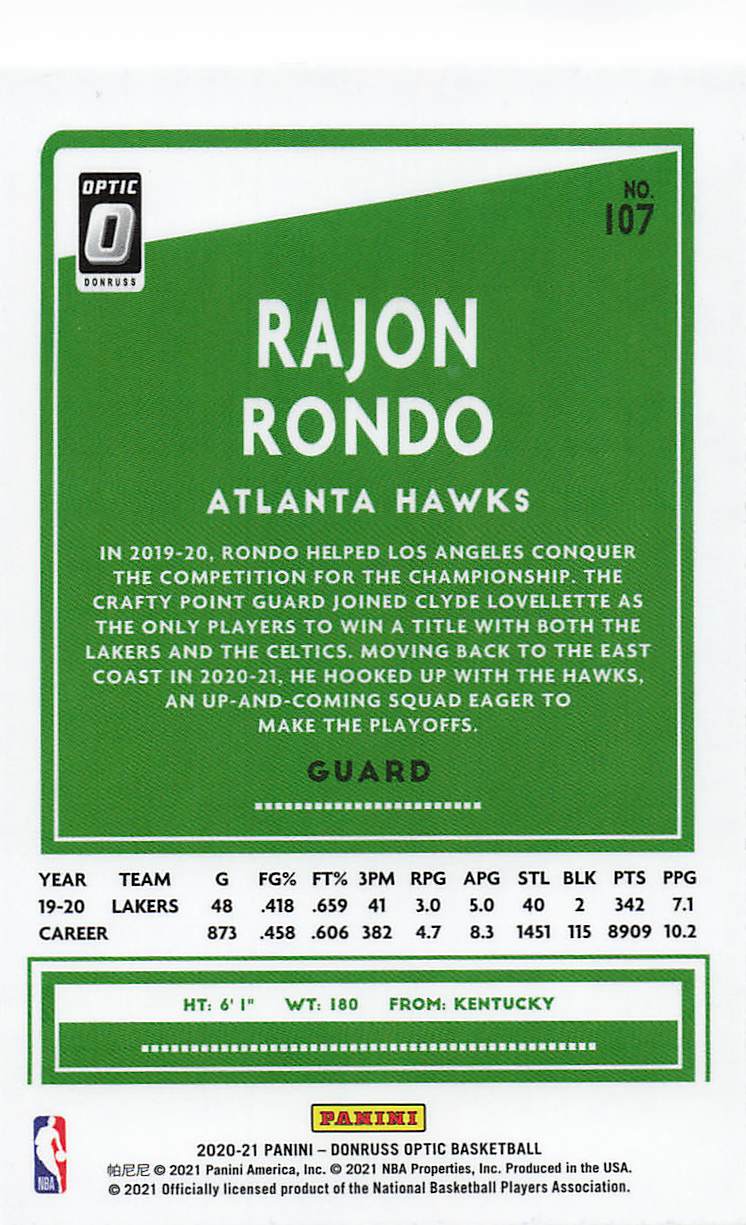 OPTIC
O
DONRUSS
NO.
107
RAJON
RONDO
ATLANTA HAWKS
IN 2019-20, RONDO HELPED LOS ANGELES CONQUER
THE COMPETITION FOR THE CHAMPIONSHIP. THE
CRAFTY POINT GUARD JOINED CLYDE LOVELLETTE AS
THE ONLY PLAYERS TO WIN A TITLE WITH BOTH THE
LAKERS AND THE CELTICS. MOVING BACK TO THE EAST
COAST IN 2020-21, HE HOOKED UP WITH THE HAWKS,
AN UP-AND-COMING SQUAD EAGER TO
MAKE THE PLAYOFFS.
GUARD
YEAR TEAM G FG% FT% 3PM RPG APG STL BLK PTS PPG
19-20 LAKERS 48 .418 .659 41 3.0 5.0 40 2 342 7.1
CAREER 873 .458 .606 382 4.7 8.3 1451 115 8909 10.2
HT: 6' 1" WT: 180 FROM: KENTUCKY
PANINI
NBA
2020-21 PANINI – DONRUSS OPTIC BASKETBALL
帕尼尼 © 2021 Panini America, Inc. © 2021 NBA Properties, Inc. Produced in the USA.
© 2021 Officially licensed product of the National Basketball Players Association.